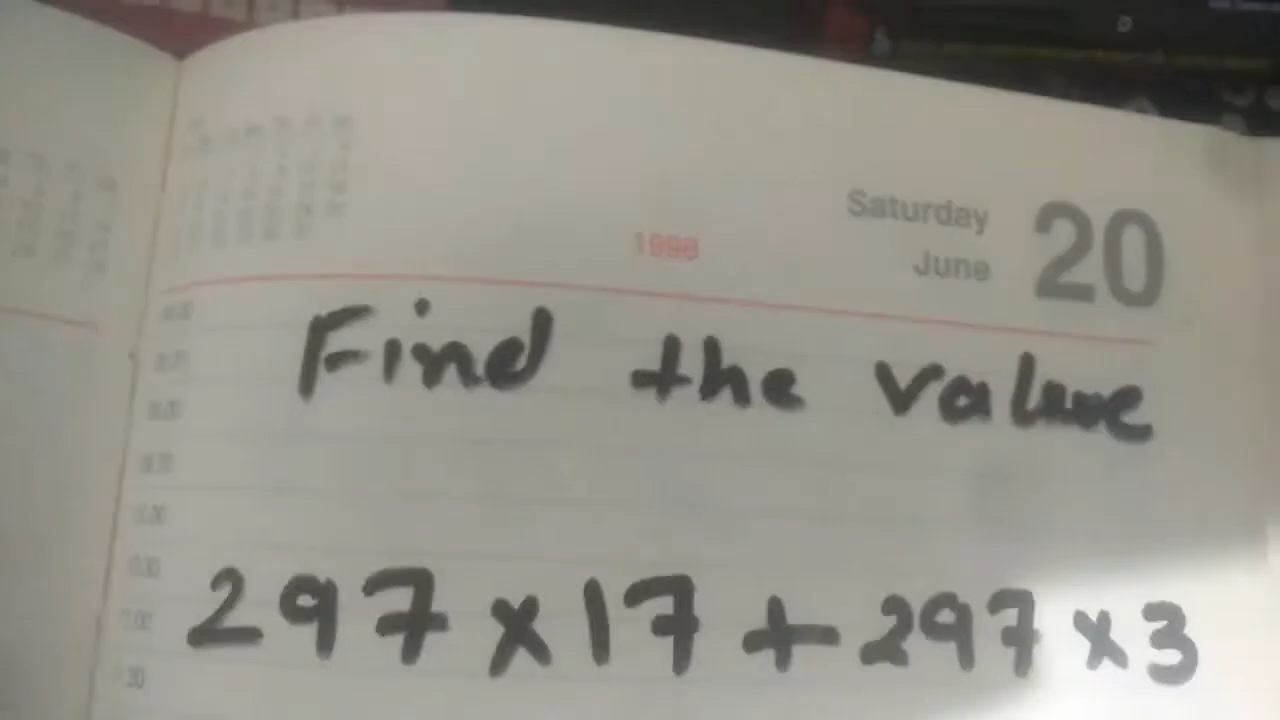 Saturday 20
1998 June
Find the value
297 × 17 + 297 × 3